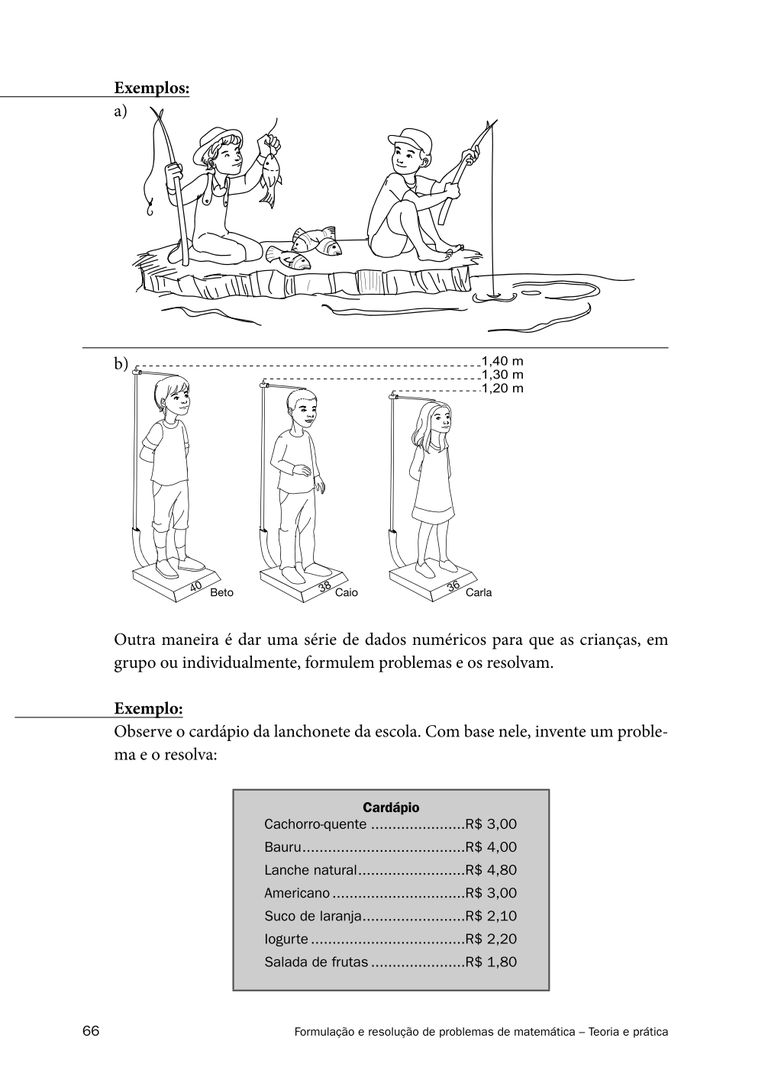 Exemplos:
a)
b)
1,40 m
1,30 m
1,20 m
40 Beto
38 Caio
36 Carla
Outra maneira é dar uma série de dados numéricos para que as crianças, em
grupo ou individualmente, formulem problemas e os resolvam.
Exemplo:
Observe o cardápio da lanchonete da escola. Com base nele, invente um proble-
ma e o resolva:
Cardápio
Cachorro-quente ......................R$ 3,00
Bauru......................................R$ 4,00
Lanche natural.........................R$ 4,80
Americano ...............................R$ 3,00
Suco de laranja........................R$ 2,10
Iogurte ....................................R$ 2,20
Salada de frutas ......................R$ 1,80
66
Formulação e resolução de problemas de matemática – Teoria e prática